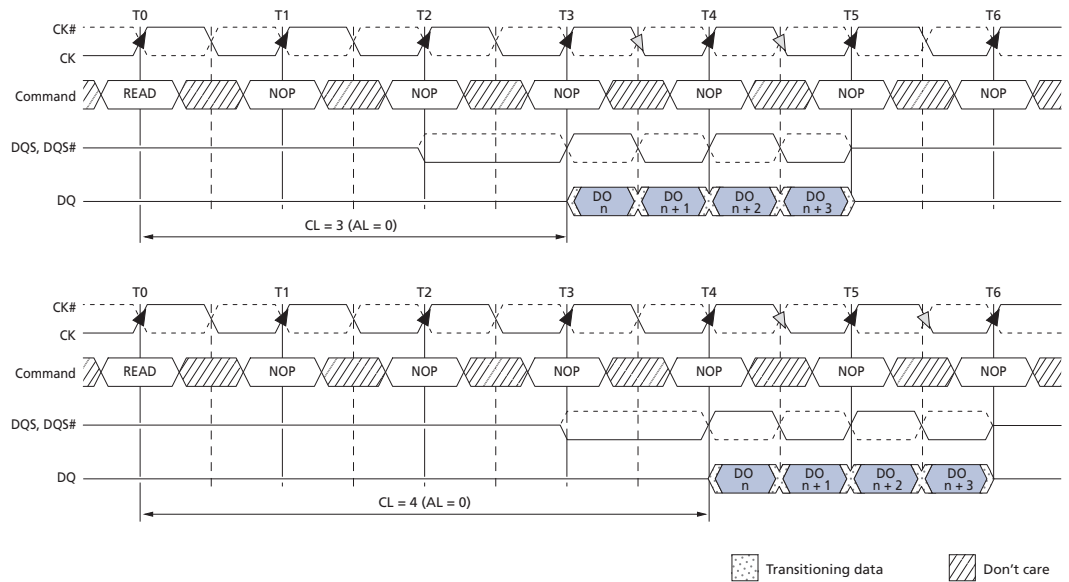 T0 T1 T2 T3 T4 T5 T6
CK#
CK
Command READ NOP NOP NOP NOP NOP NOP
DQS, DQS#
DQ DO n DO n + 1 DO n + 2 DO n + 3
CL = 3 (AL = 0)
T0 T1 T2 T3 T4 T5 T6
CK#
CK
Command READ NOP NOP NOP NOP NOP NOP
DQS, DQS#
DQ DO n DO n + 1 DO n + 2 DO n + 3
CL = 4 (AL = 0)
Transitioning data Don't care